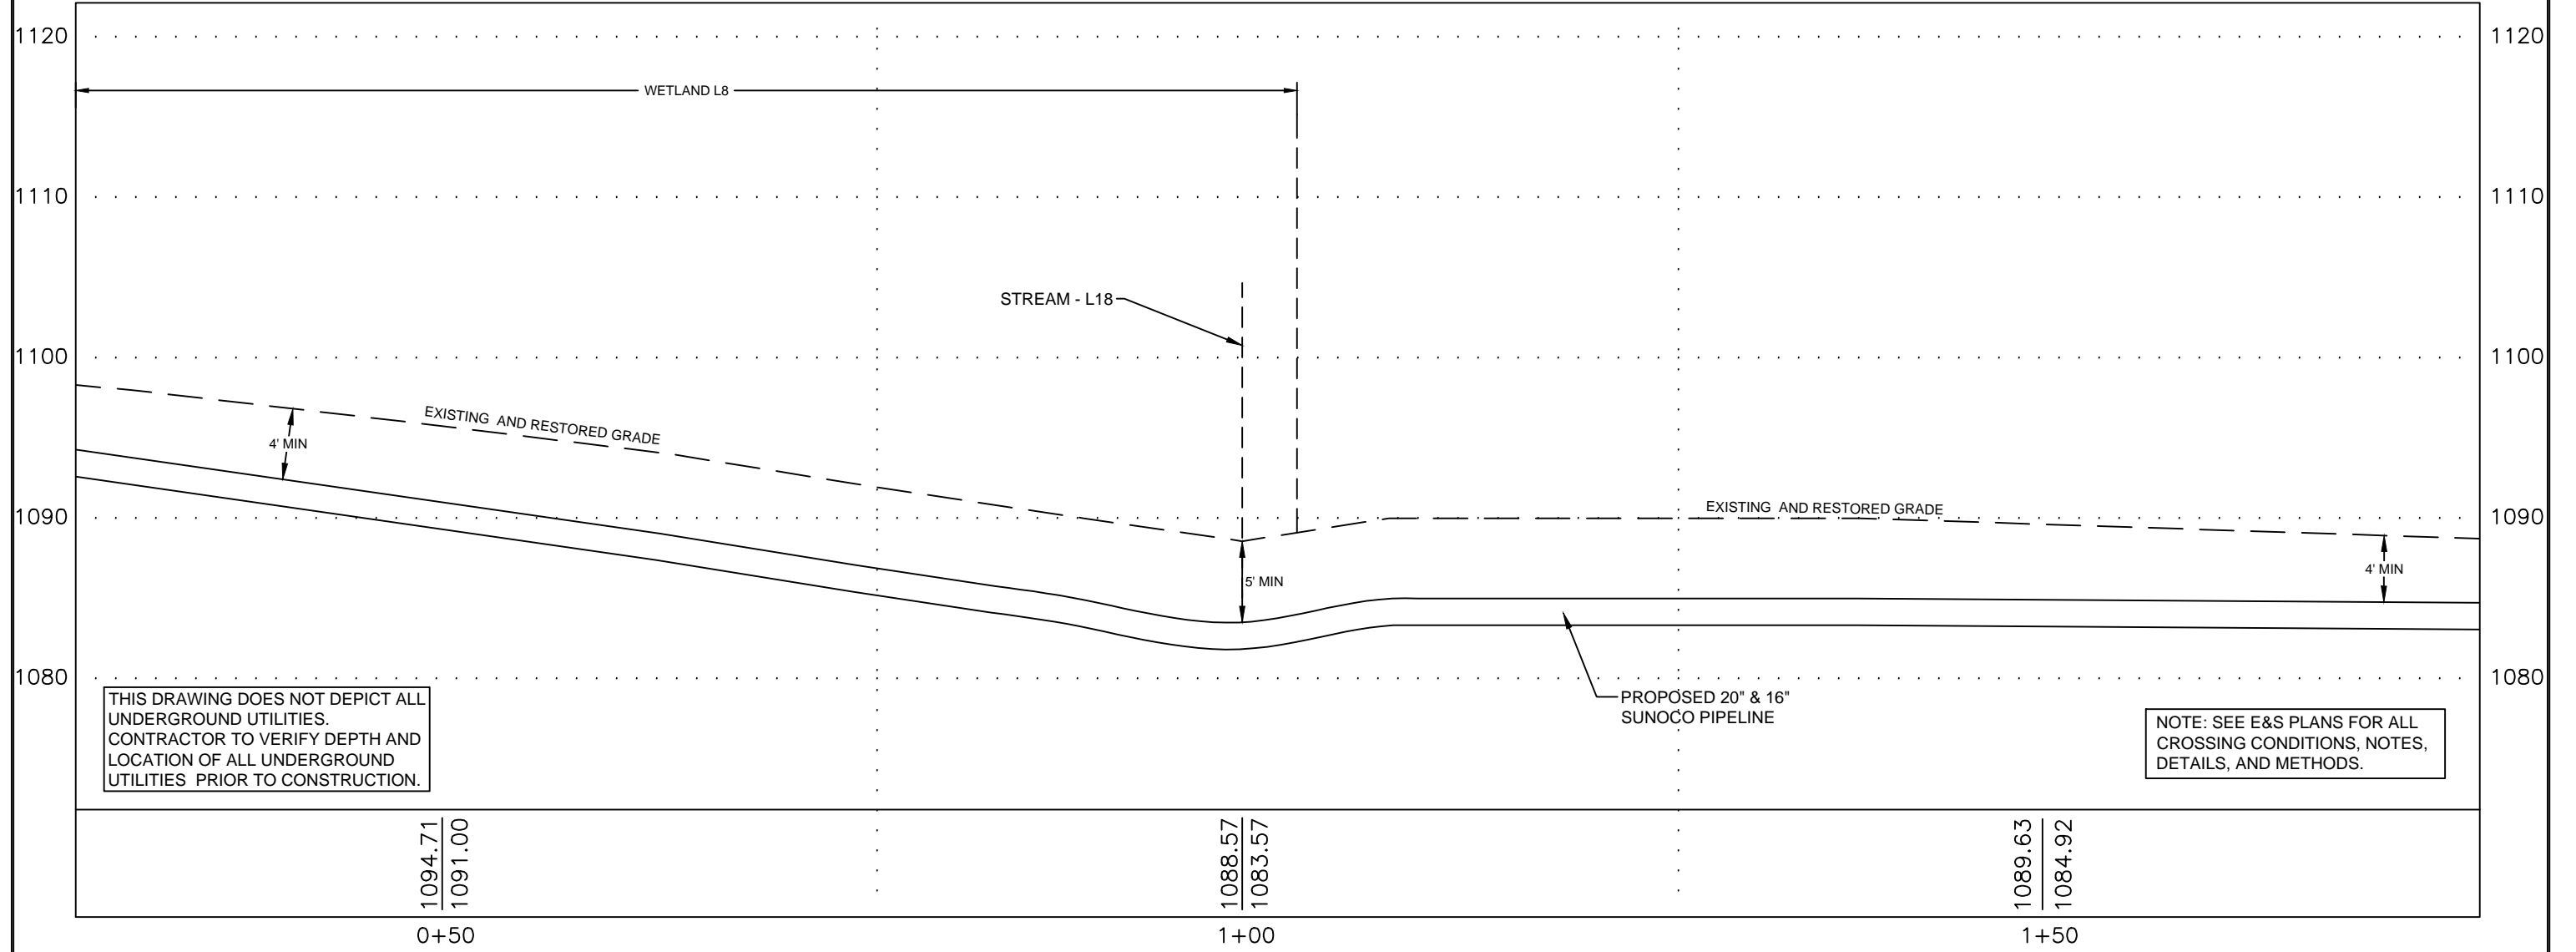 1120
1120
WETLAND L8
1110
1110
STREAM - L18
1100
1100
EXISTING  AND RESTORED GRADE
4' MIN
1090
EXISTING  AND RESTORED GRADE
1090
4' MIN
5' MIN
1080
1080
THIS DRAWING DOES NOT DEPICT ALL
UNDERGROUND UTILITIES.
CONTRACTOR TO VERIFY DEPTH AND
LOCATION OF ALL UNDERGROUND
UTILITIES  PRIOR TO CONSTRUCTION.
PROPOSED 20" & 16"
SUNOCO PIPELINE
NOTE: SEE E&S PLANS FOR ALL
CROSSING CONDITIONS, NOTES,
DETAILS, AND METHODS.
1094.71
1091.00
1088.57
1083.57
1089.63
1084.92
0+50
1+00
1+50